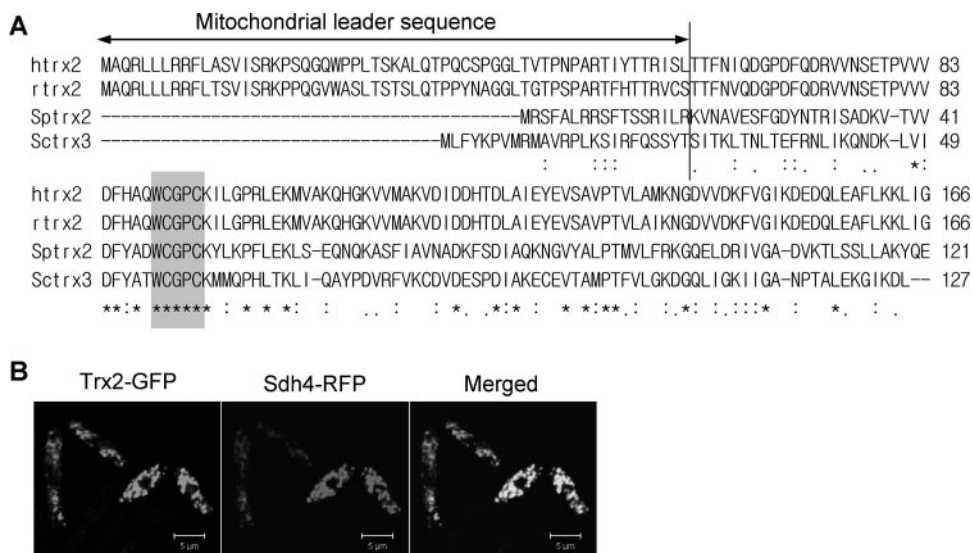 A
Mitochondrial leader sequence
htrx2 MAQRLLLRRFLASVISRKPSQGQWPPLTSKALQTPQCSPGGLTVTPNPARTIYTTRISLTTFNIQDGPDFQDRVVNSETPVVV 83
rtrx2 MAQRLLLRRFLTSVISRKPPQGVWASLTSTSLQTPPYNAGGLTGTPSPARTFHTTRVCSTTFNVQDGPDFQDRVVNSETPVVV 83
Sptrx2 ------------------------------------------MRSFALRRSFTSSRILRKVNAVESFGDYNTRISADKV-TVV 41
Sctrx3 ----------------------------------MLFYKPVMRMAVRPLKSIRFQSSYTSITKLTNLTEFRNLIKQNDK-LVI 49
: ::: . : :: . : *:
htrx2 DFHAQWCGPCKILGPRLEKMVAKQHGKVVMAKVDIDDHTDLAIEYEVSAVPTVLAMKNGDVVDKFVGIKDEDQLEAFLKKLIG 166
rtrx2 DFHAQWCGPCKILGPRLEKMVAKQHGKVVMAKVDIDDHTDLAIEYEVSAVPTVLAIKNGDVVDKFVGIKDEDQLEAFLKKLIG 166
Sptrx2 DFYADWCGPCKYLKPFLEKLS-EQNQKASFIAVNADKFSDIAQKNGVYALPTMVLFRKGQELDRIVGA-DVKTLSSLLAKYQE 121
Sctrx3 DFYATWCGPCKMMQPHLTKLI-QAYPDVRFVKCDVDESPDIAKECEVTAMPTFVLGKDGQLIGKIIGA-NPTALEKGIKDL-- 127
**:* ****** : * * *: : . . : *. .*:* : * *:**.: :.*: :.:::* : *. : .
B
Trx2-GFP Sdh4-RFP Merged
5 μm 5 μm 5 μm